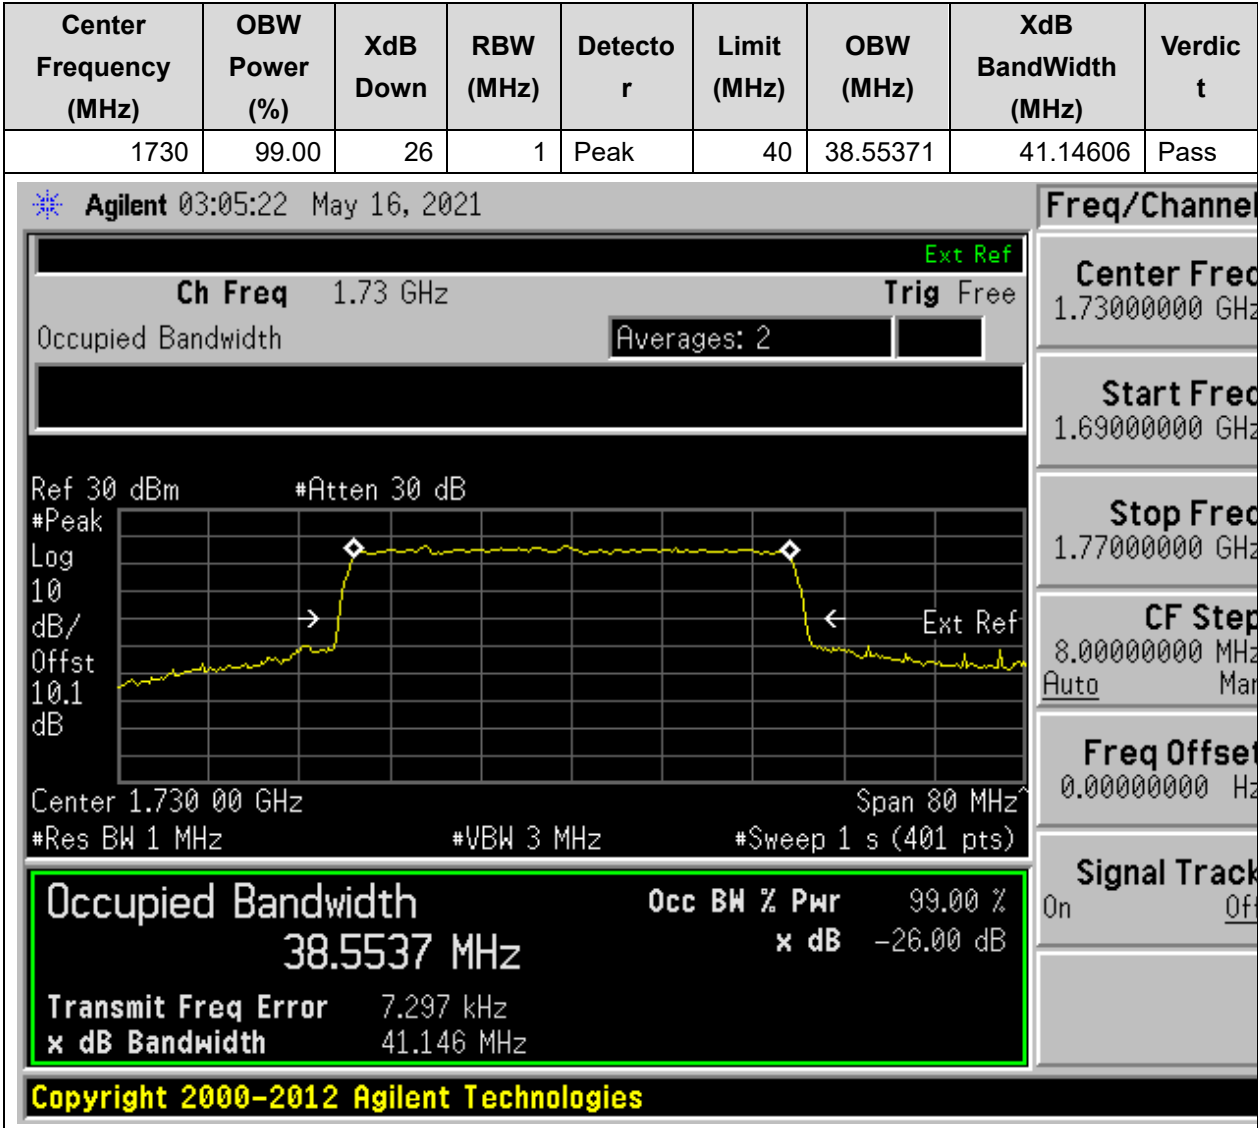 Center Frequency (MHz) OBW Power (%) XdB Down RBW (MHz) Detector Limit (MHz) OBW (MHz) XdB BandWidth (MHz) Verdict
1730 99.00 26 1 Peak 40 38.55371 41.14606 Pass
Agilent 03:05:22 May 16, 2021
Freq/Channel
Ext Ref
Ch Freq 1.73 GHz Trig Free
Occupied Bandwidth Averages: 2
Center Freq
1.73000000 GHz
Start Freq
1.69000000 GHz
Stop Freq
1.77000000 GHz
CF Step
8.00000000 MHz
Auto Man
Freq Offset
0.00000000 Hz
Signal Track
On Off
Ref 30 dBm #Atten 30 dB
#Peak
Log
10
dB/
Offst
10.1
dB
Ext Ref
Center 1.730 00 GHz Span 80 MHz^
#Res BW 1 MHz #VBW 3 MHz #Sweep 1 s (401 pts)
Occupied Bandwidth
38.5537 MHz
Occ BW % Pwr 99.00 %
x dB -26.00 dB
Transmit Freq Error 7.297 kHz
x dB Bandwidth 41.146 MHz
Copyright 2000-2012 Agilent Technologies